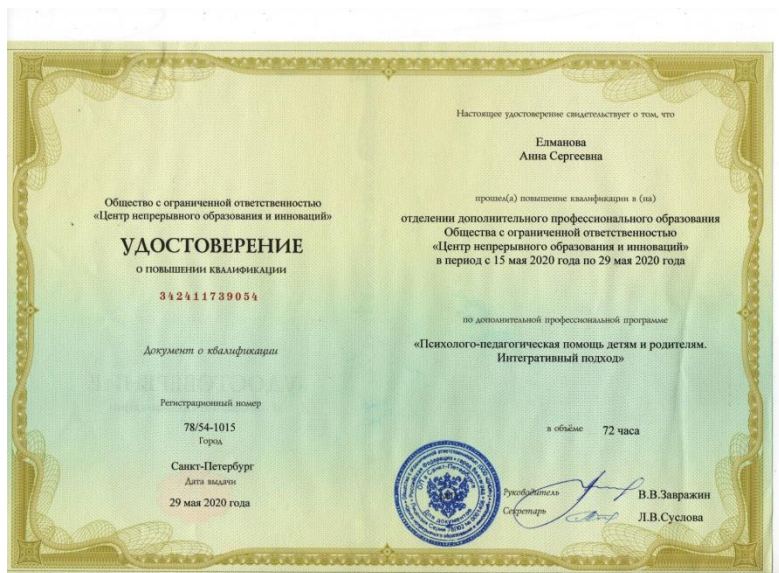 Общество с ограниченной ответственностью
«Центр непрерывного образования и инноваций»
УДОСТОВЕРЕНИЕ
О ПОВЫШЕНИИ КВАЛИФИКАЦИИ
342411739054
Документ о квалификации
Регистрационный номер
78/54-1015
Город
Санкт-Петербург
Дата выдачи
29 мая 2020 года
Настоящее удостоверение свидетельствует о том, что
Елманова
Анна Сергеевна
прошел(а) повышение квалификации в (на)
отделении дополнительного профессионального образования
Общества с ограниченной ответственностью
«Центр непрерывного образования и инноваций»
в период с 15 мая 2020 года по 29 мая 2020 года
по дополнительной профессиональной программе
«Психолого-педагогическая помощь детям и родителям.
Интегративный подход»
в объёме 72 часа
Руководитель В.В.Завражин
Секретарь Л.В.Суслова